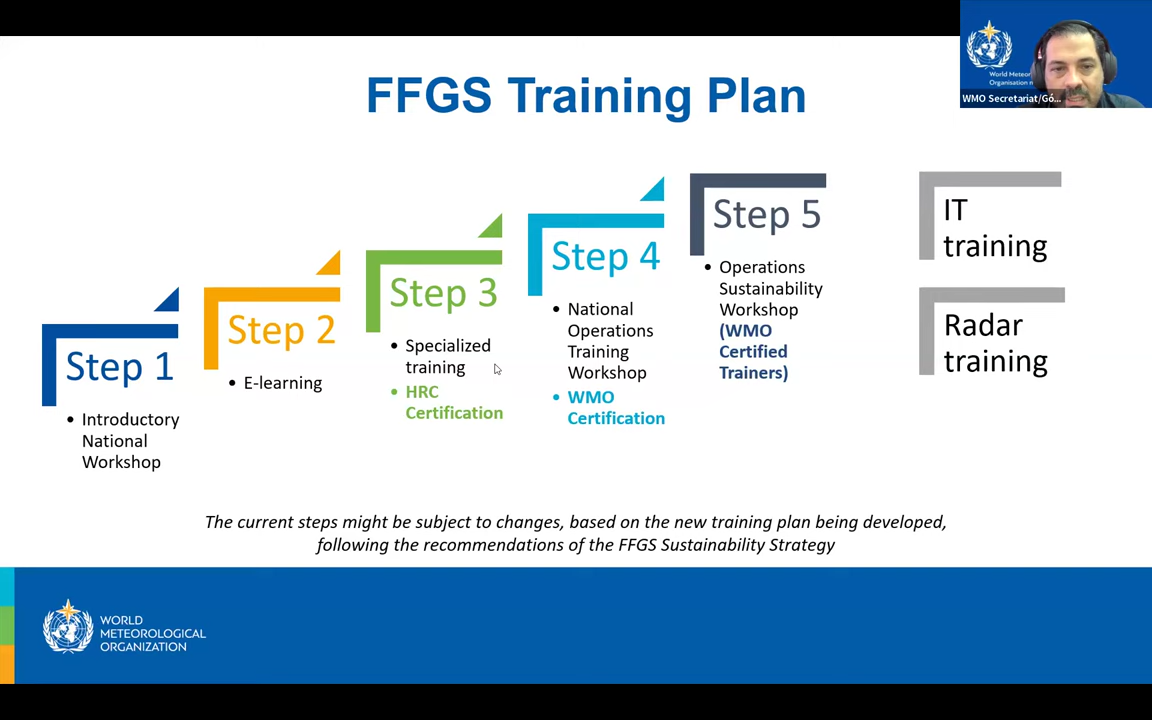 FFGS Training Plan
World Meteor
Organisation m
WMO Secretariat/Gó...
Step 1
• Introductory
National
Workshop
Step 2
• E-learning
Step 3
• Specialized
training
• HRC
Certification
Step 4
• National
Operations
Training
Workshop
• WMO
Certification
Step 5
• Operations
Sustainability
Workshop
(WMO
Certified
Trainers)
IT
training
Radar
training
The current steps might be subject to changes, based on the new training plan being developed,
following the recommendations of the FFGS Sustainability Strategy
WORLD
METEOROLOGICAL
ORGANIZATION